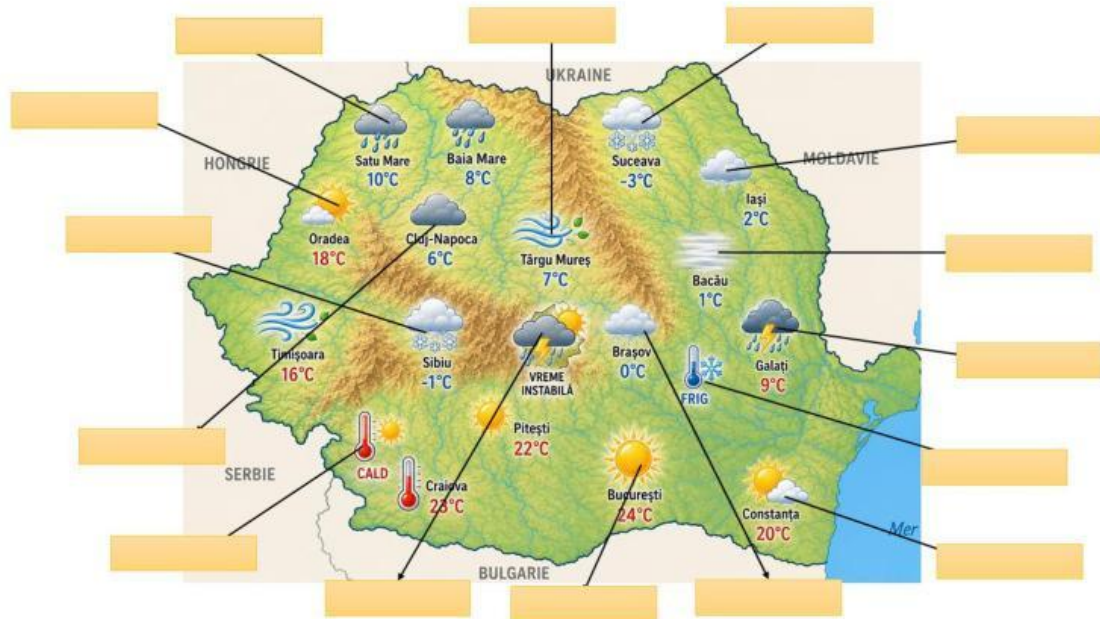 UKRAINE
HONGRIE
MOLDAVIE
Satu Mare
10°C
Baia Mare
8°C
Suceava
-3°C
Iași
2°C
Oradea
18°C
Cluj-Napoca
6°C
Târgu Mureș
7°C
Bacău
1°C
Timișoara
16°C
Sibiu
-1°C
VREME
INSTABILĂ
Brașov
0°C
FRIG
Galați
9°C
Pitești
22°C
CALD
Craiova
23°C
București
24°C
Constanța
20°C
SERBIE
Mer
BULGARIE